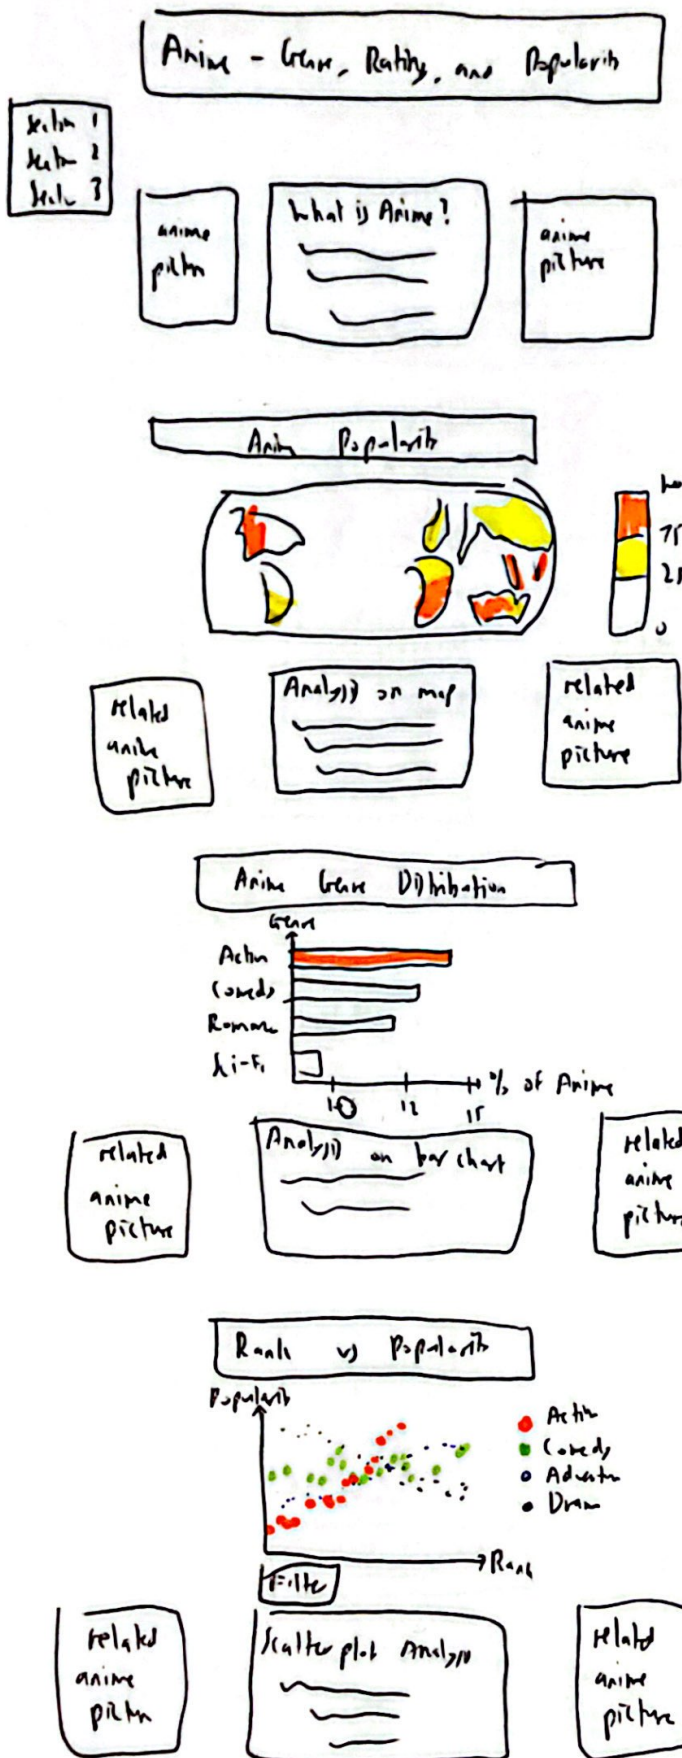 Anime - Genre, Rating, and Popularity
Section 1
Section 2
Section 3
anime
picture
What is Anime?
anime
picture
Anime Popularity
75
0
related
anime
picture
Analysis on map
related
anime
picture
Anime Genre Distribution
Genre
Action
Comedy
Romance
Sci-Fi
10
12
15
% of Anime
related
anime
picture
Analysis on bar chart
related
anime
picture
Rank vs Popularity
Popularity
Action
Comedy
Adventure
Drama
Rank
Filter
related
anime
picture
Scatter plot Analysis
related
anime
picture